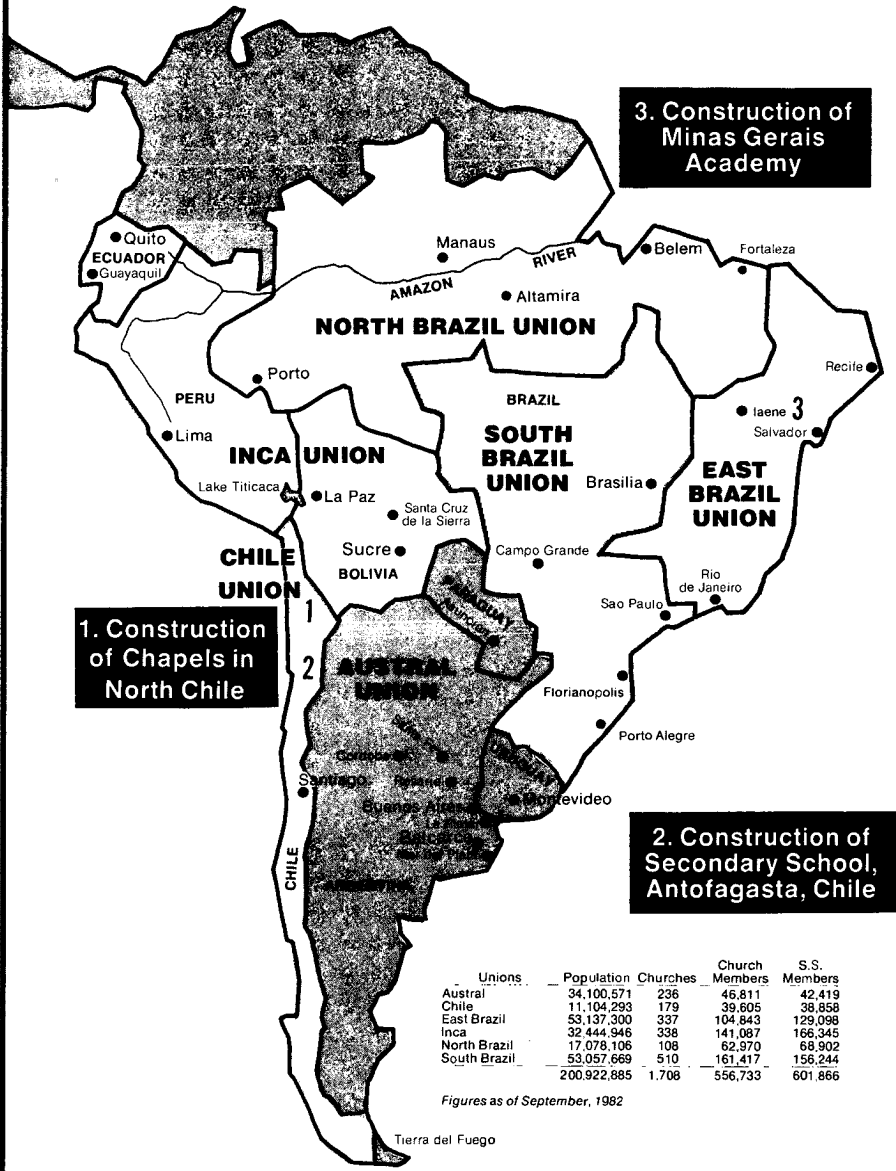 3. Construction of
Minas Gerais
Academy
Quito
ECUADOR
Guayaquil
Manaus
AMAZON
RIVER
Belem
Fortaleza
Altamira
NORTH BRAZIL UNION
Porto
PERU
Lima
BRAZIL
Recife
Iaene 3
Salvador
INCA UNION
SOUTH
BRAZIL
UNION
EAST
BRAZIL
UNION
Lake Titicaca
La Paz
Santa Cruz
de la Sierra
Brasilia
Sucre
BOLIVIA
Campo Grande
CHILE
UNION
1
PARAGUAY
Asuncion
Rio
de Janeiro
Sao Paulo
1. Construction
of Chapels in
North Chile
2
AUSTRAL
UNION
Florianopolis
Porto Alegre
Cordoba
URUGUAY
Santiago
Rosario
Buenos Aires
Montevideo
Balcarce
CHILE
ARGENTINA
2. Construction of
Secondary School,
Antofagasta, Chile
Unions Population Churches Church Members S.S. Members
Austral 34,100,571 236 46,811 42,419
Chile 11,104,293 179 39,605 38,858
East Brazil 53,137,300 337 104,843 129,098
Inca 32,444,946 338 141,087 166,345
North Brazil 17,078,106 108 62,970 68,902
South Brazil 53,057,669 510 161,417 156,244
200,922,885 1,708 556,733 601,866
Figures as of September, 1982
Tierra del Fuego